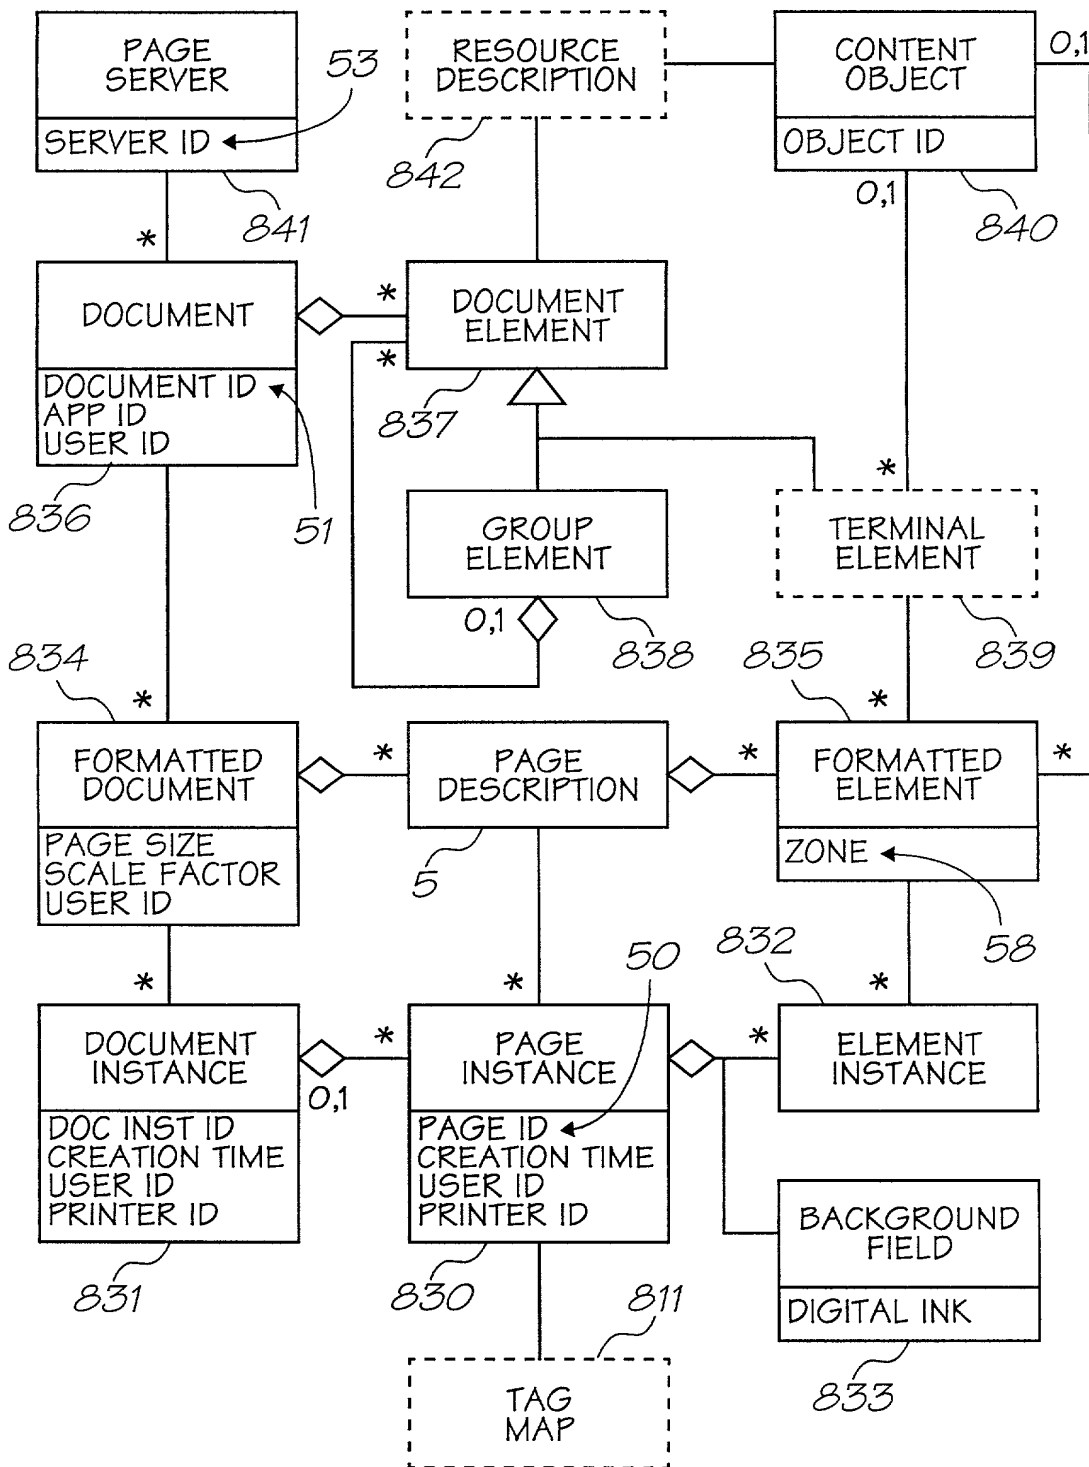 PAGE
SERVER
SERVER ID
53
841
RESOURCE
DESCRIPTION
842
CONTENT
OBJECT
0,1
OBJECT ID
0,1
840
*
DOCUMENT
DOCUMENT ID
APP ID
USER ID
836
51
*
*
DOCUMENT
ELEMENT
837
GROUP
ELEMENT
0,1
838
*
TERMINAL
ELEMENT
839
834
*
FORMATTED
DOCUMENT
PAGE SIZE
SCALE FACTOR
USER ID
*
PAGE
DESCRIPTION
5
835
*
*
FORMATTED
ELEMENT
*
ZONE
58
*
DOCUMENT
INSTANCE
0,1
DOC INST ID
CREATION TIME
USER ID
PRINTER ID
831
*
50
*
PAGE
INSTANCE
PAGE ID
CREATION TIME
USER ID
PRINTER ID
830
832
*
*
ELEMENT
INSTANCE
BACKGROUND
FIELD
DIGITAL INK
833
811
TAG
MAP